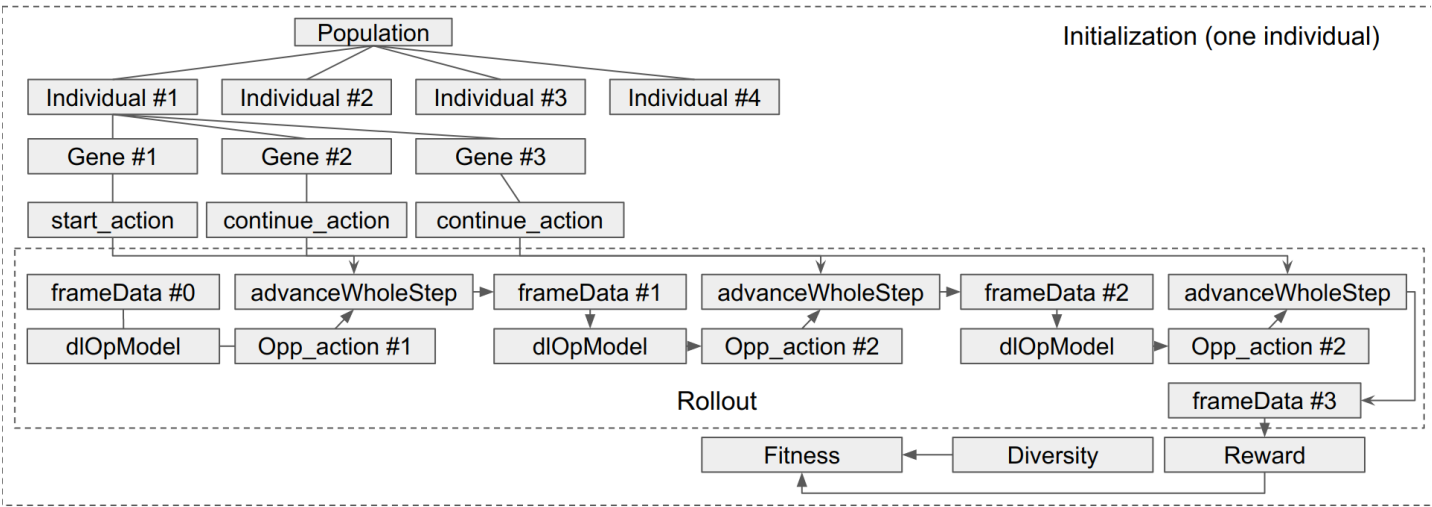 Population
Initialization (one individual)
Individual #1
Individual #2
Individual #3
Individual #4
Gene #1
Gene #2
Gene #3
start_action
continue_action
continue_action
frameData #0
advanceWholeStep
frameData #1
advanceWholeStep
frameData #2
advanceWholeStep
dlOpModel
Opp_action #1
dlOpModel
Opp_action #2
dlOpModel
Opp_action #2
Rollout
frameData #3
Fitness
Diversity
Reward